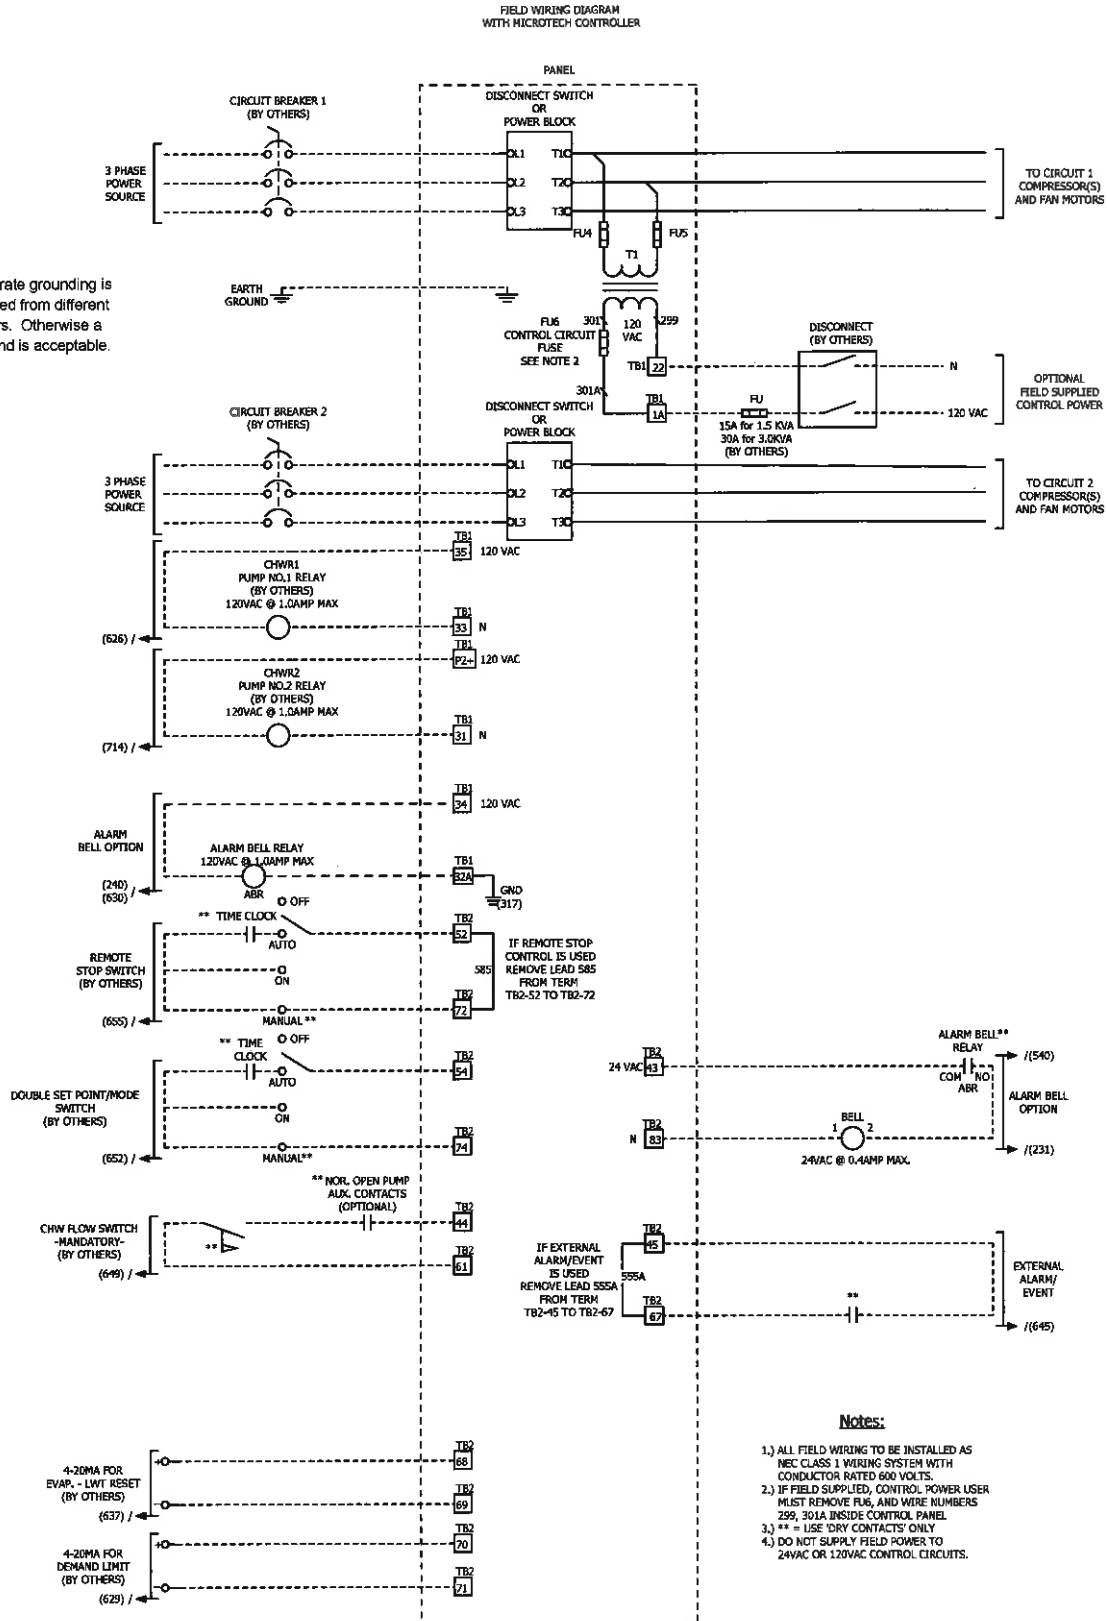 FIELD WIRING DIAGRAM
WITH MICROTECH CONTROLLER
PANEL
DISCONNECT SWITCH
OR
POWER BLOCK
CIRCUIT BREAKER 1
(BY OTHERS)
3 PHASE
POWER
SOURCE
L1
L2
L3
T1
T2
T3
TO CIRCUIT 1
COMPRESSOR(S)
AND FAN MOTORS
FU4
FU5
T1
rate grounding is
ed from different
rs. Otherwise a
nd is acceptable.
EARTH
GROUND
301
120
VAC
299
FU6
CONTROL CIRCUIT
FUSE
SEE NOTE 2
301A
TB1
22
TB1
1A
DISCONNECT
(BY OTHERS)
N
120 VAC
FU
15A for 1.5 KVA
30A for 3.0KVA
(BY OTHERS)
OPTIONAL
FIELD SUPPLIED
CONTROL POWER
CIRCUIT BREAKER 2
(BY OTHERS)
DISCONNECT SWITCH
OR
POWER BLOCK
3 PHASE
POWER
SOURCE
L1
L2
L3
T1
T2
T3
TO CIRCUIT 2
COMPRESSOR(S)
AND FAN MOTORS
TB1
35
120 VAC
CHWR1
PUMP NO.1 RELAY
(BY OTHERS)
120VAC @ 1.0AMP MAX
TB1
33
N
(626) /
TB1
P2+
120 VAC
CHWR2
PUMP NO.2 RELAY
(BY OTHERS)
120VAC @ 1.0AMP MAX
TB1
31
N
(714) /
TB1
34
120 VAC
ALARM
BELL OPTION
ALARM BELL RELAY
120VAC @ 1.0AMP MAX
ABR
TB1
32A
GND
(317)
(240)
(630) /
OFF
** TIME CLOCK
AUTO
ON
MANUAL **
REMOTE
STOP SWITCH
(BY OTHERS)
(655) /
TB2
52
585
TB2
72
IF REMOTE STOP
CONTROL IS USED
REMOVE LEAD 585
FROM TERM
TB2-52 TO TB2-72
OFF
** TIME
CLOCK
AUTO
ON
MANUAL**
DOUBLE SET POINT/MODE
SWITCH
(BY OTHERS)
(652) /
TB2
54
TB2
74
TB2
24 VAC
43
ALARM BELL**
RELAY
COM NO
ABR
/(540)
ALARM BELL
OPTION
TB2
N
83
BELL
1 2
24VAC @ 0.4AMP MAX.
/(231)
** NOR. OPEN PUMP
AUX. CONTACTS
(OPTIONAL)
CHW FLOW SWITCH
-MANDATORY-
(BY OTHERS)
**
(649) /
TB2
44
TB2
61
IF EXTERNAL
ALARM/EVENT
IS USED
REMOVE LEAD 555A
FROM TERM
TB2-45 TO TB2-67
TB2
45
555A
TB2
67
**
EXTERNAL
ALARM/
EVENT
/(645)
4-20MA FOR
EVAP. - LWT RESET
(BY OTHERS)
(637) /
+
-
TB2
68
TB2
69
4-20MA FOR
DEMAND LIMIT
(BY OTHERS)
(629) /
+
-
TB2
70
TB2
71
Notes:
1.) ALL FIELD WIRING TO BE INSTALLED AS
NEC CLASS 1 WIRING SYSTEM WITH
CONDUCTOR RATED 600 VOLTS.
2.) IF FIELD SUPPLIED, CONTROL POWER USER
MUST REMOVE FU6, AND WIRE NUMBERS
299, 301A INSIDE CONTROL PANEL
3.) ** = USE 'DRY CONTACTS' ONLY
4.) DO NOT SUPPLY FIELD POWER TO
24VAC OR 120VAC CONTROL CIRCUITS.